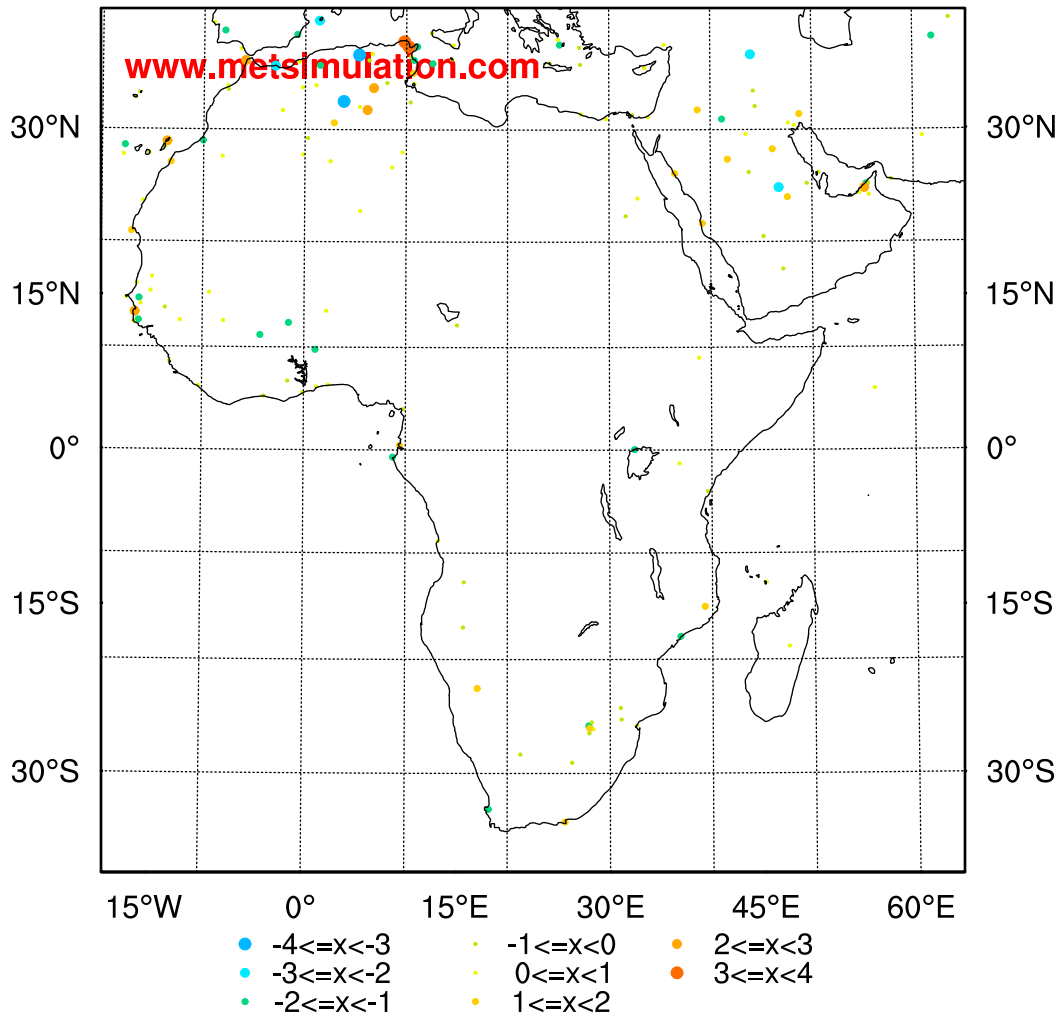 www.metsimulation.com
30°N 30°N
15°N 15°N
0° 0°
15°S 15°S
30°S 30°S
15°W 0° 15°E 30°E 45°E 60°E
-4<=x<-3 -1<=x<0 2<=x<3
-3<=x<-2 0<=x<1 3<=x<4
-2<=x<-1 1<=x<2